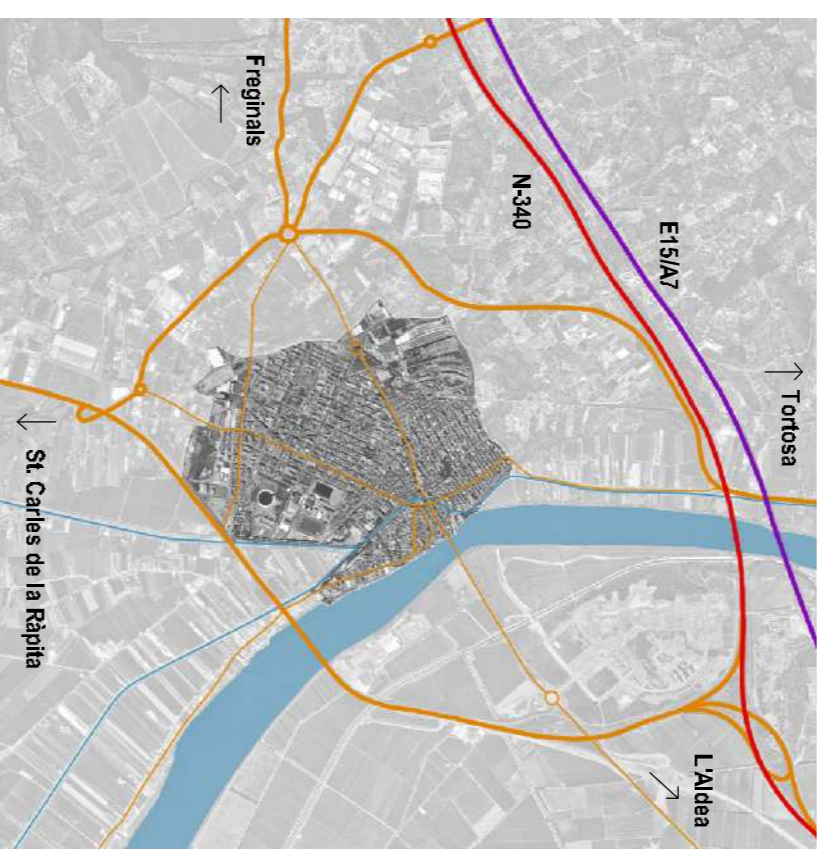 Freginals
N-340
E15/A7
Tortosa
St. Carles de la Ràpita
L'Aldea